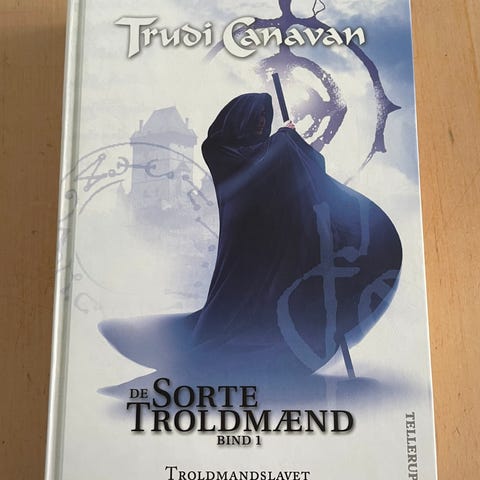 Trudi Canavan
DE SORTE
TROLDMÆND
BIND 1
TROLDMANDSLAVET
TELLERUP